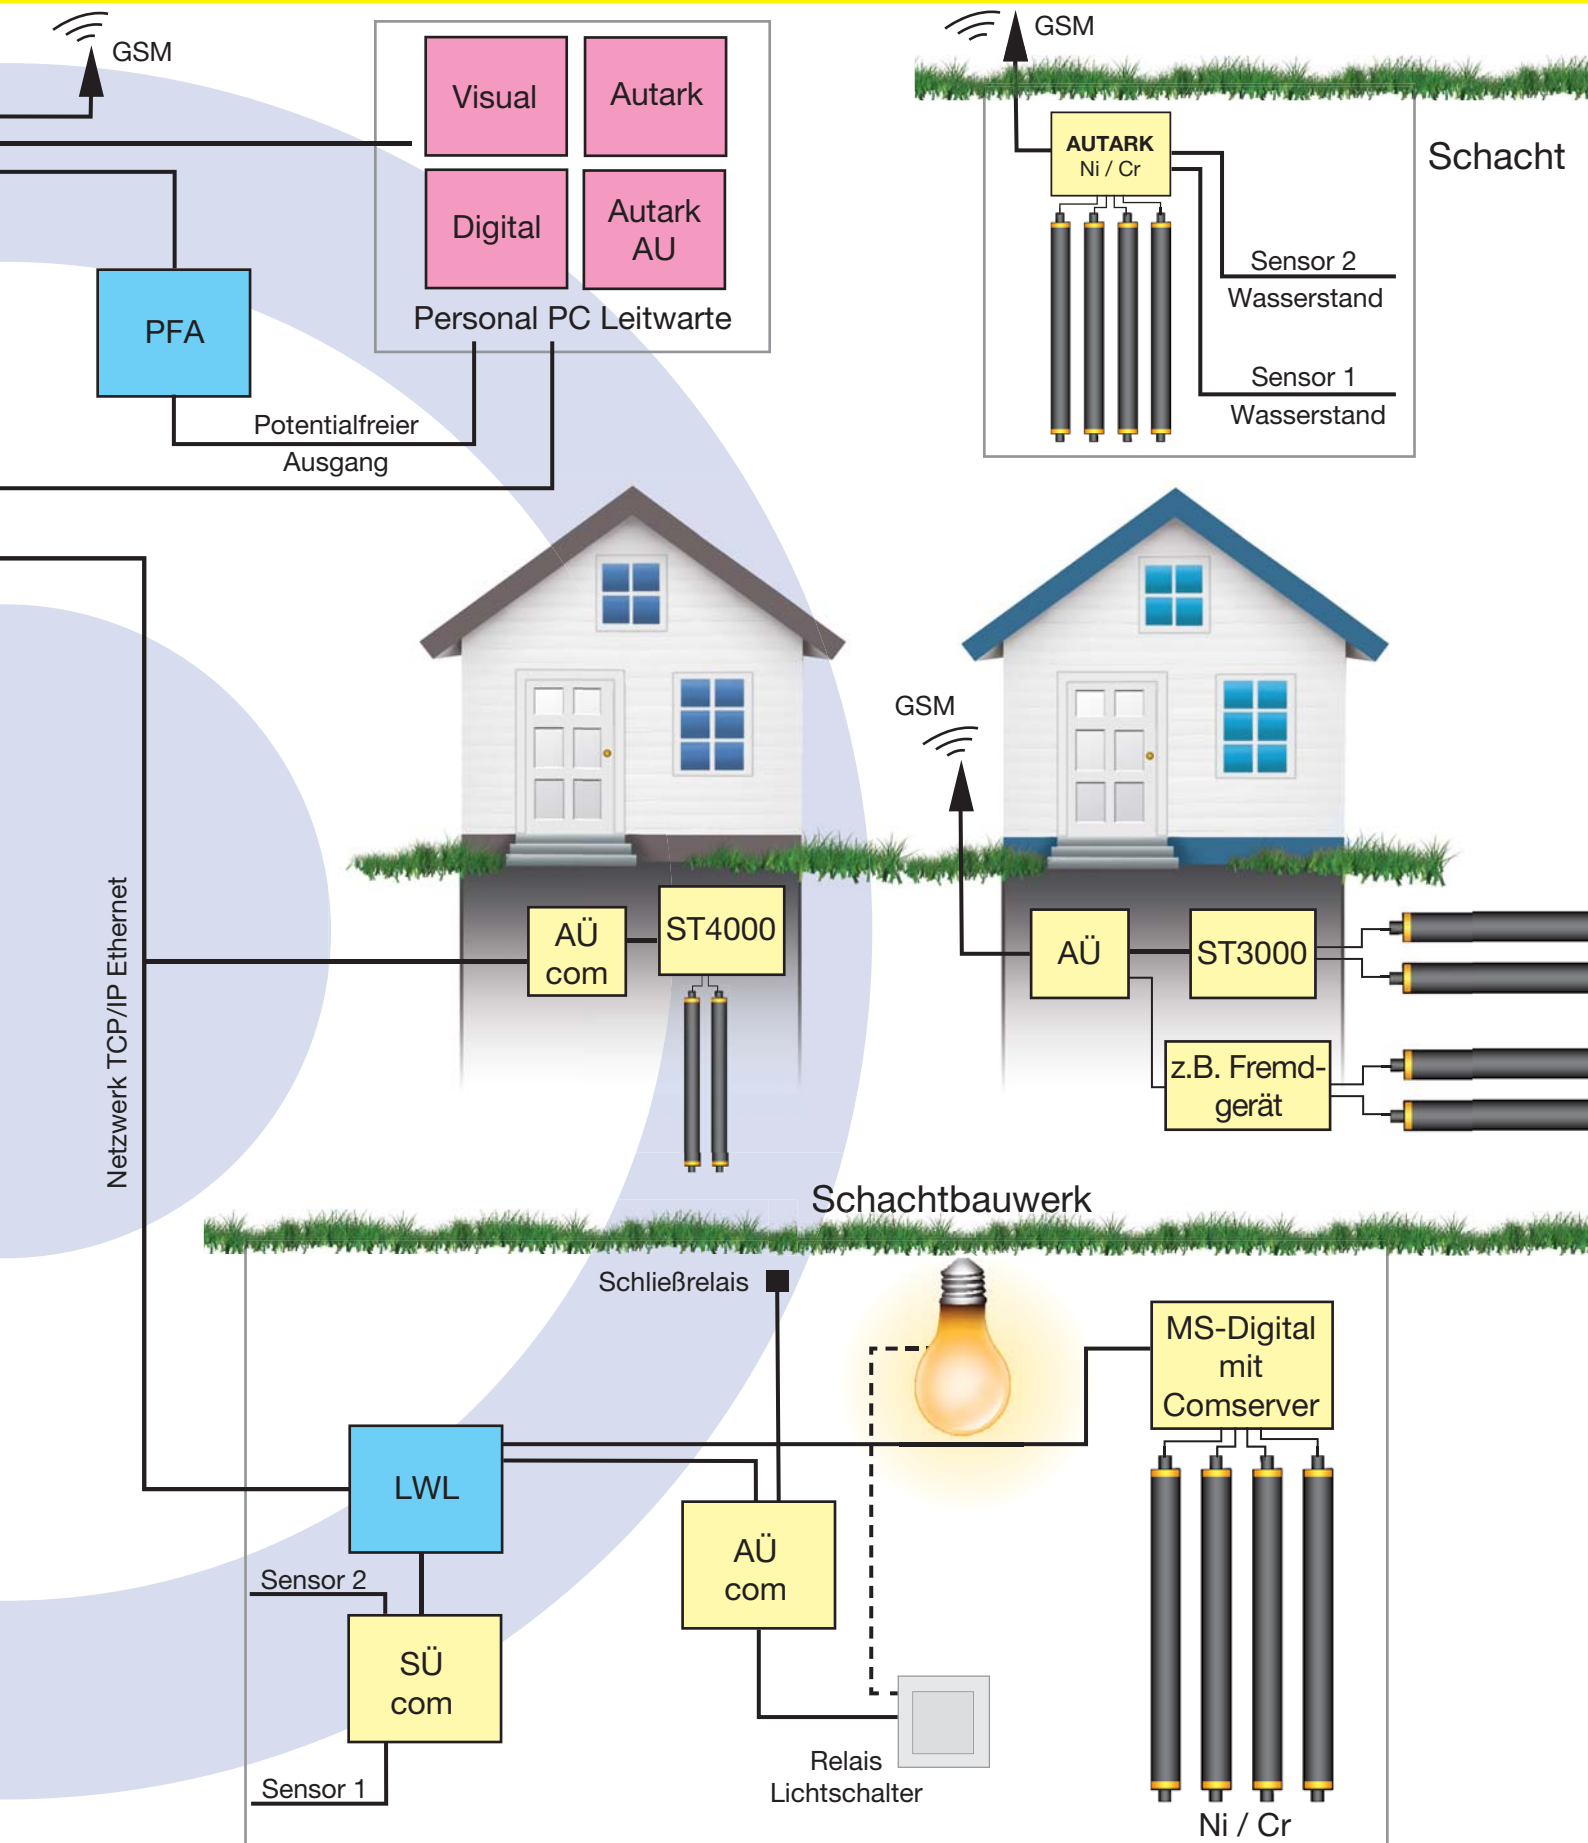 GSM
Visual
Autark
Digital
Autark
AU
Personal PC Leitwarte
PFA
Potentialfreier
Ausgang
GSM
AUTARK
Ni / Cr
Schacht
Sensor 2
Wasserstand
Sensor 1
Wasserstand
GSM
Netzwerk TCP/IP Ethernet
AÜ
com
ST4000
AÜ
ST3000
z.B. Fremd-
gerät
Schachtbauwerk
Schließrelais
MS-Digital
mit
Comserver
LWL
AÜ
com
Sensor 2
SÜ
com
Sensor 1
Relais
Lichtschalter
Ni / Cr